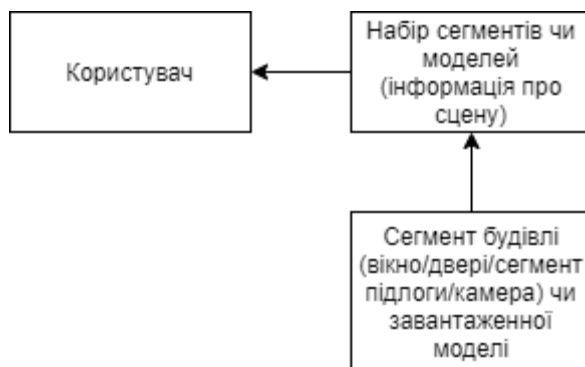 Користувач
Набір сегментів чи
моделей
(інформація про
сцену)
Сегмент будівлі
(вікно/двері/сегмент
підлоги/камера) чи
завантаженної
моделі